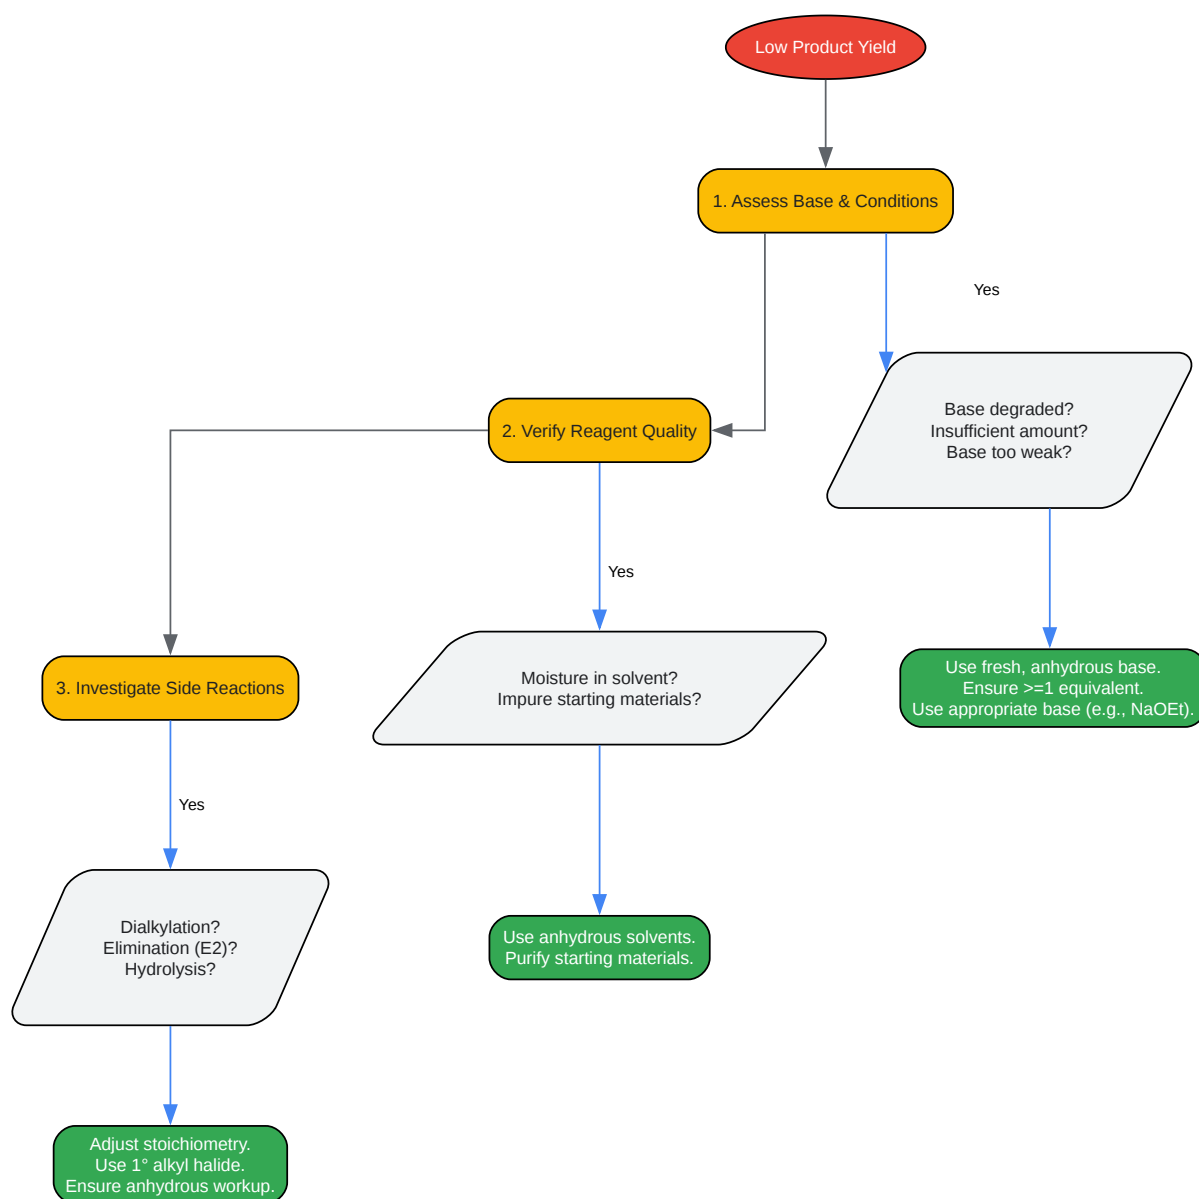 Low Product Yield
1. Assess Base & Conditions
Yes
Base degraded?
Insufficient amount?
Base too weak?
2. Verify Reagent Quality
Yes
Use fresh, anhydrous base.
Ensure >=1 equivalent.
Use appropriate base (e.g., NaOEt).
Moisture in solvent?
Impure starting materials?
3. Investigate Side Reactions
Yes
Dialkylation?
Elimination (E2)?
Hydrolysis?
Use anhydrous solvents.
Purify starting materials.
Adjust stoichiometry.
Use 1° alkyl halide.
Ensure anhydrous workup.